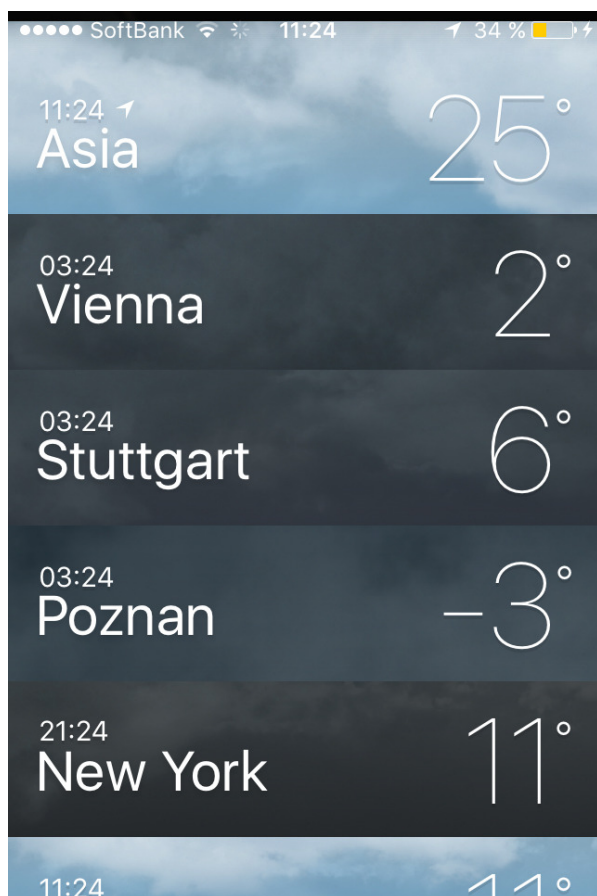 SoftBank 11:24 34 %
11:24
Asia 25°
03:24
Vienna 2°
03:24
Stuttgart 6°
03:24
Poznan -3°
21:24
New York 11°
11:24 11°